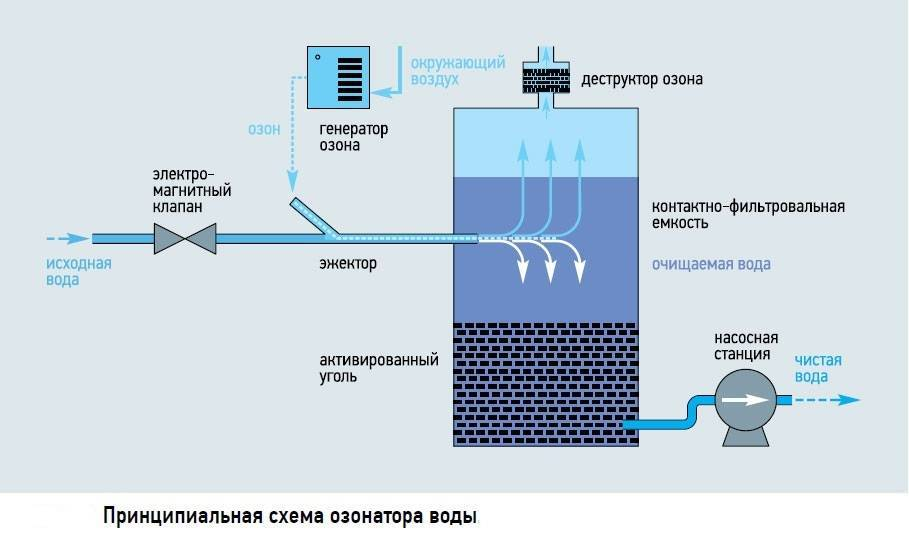 окружающий
воздух
деструктор озона
озон
генератор
озона
электро-
магнитный
клапан
контактно-фильтровальная
емкость
исходная
вода
эжектор
очищаемая вода
активированный
уголь
насосная
станция
чистая
вода
Принципиальная схема озонатора воды